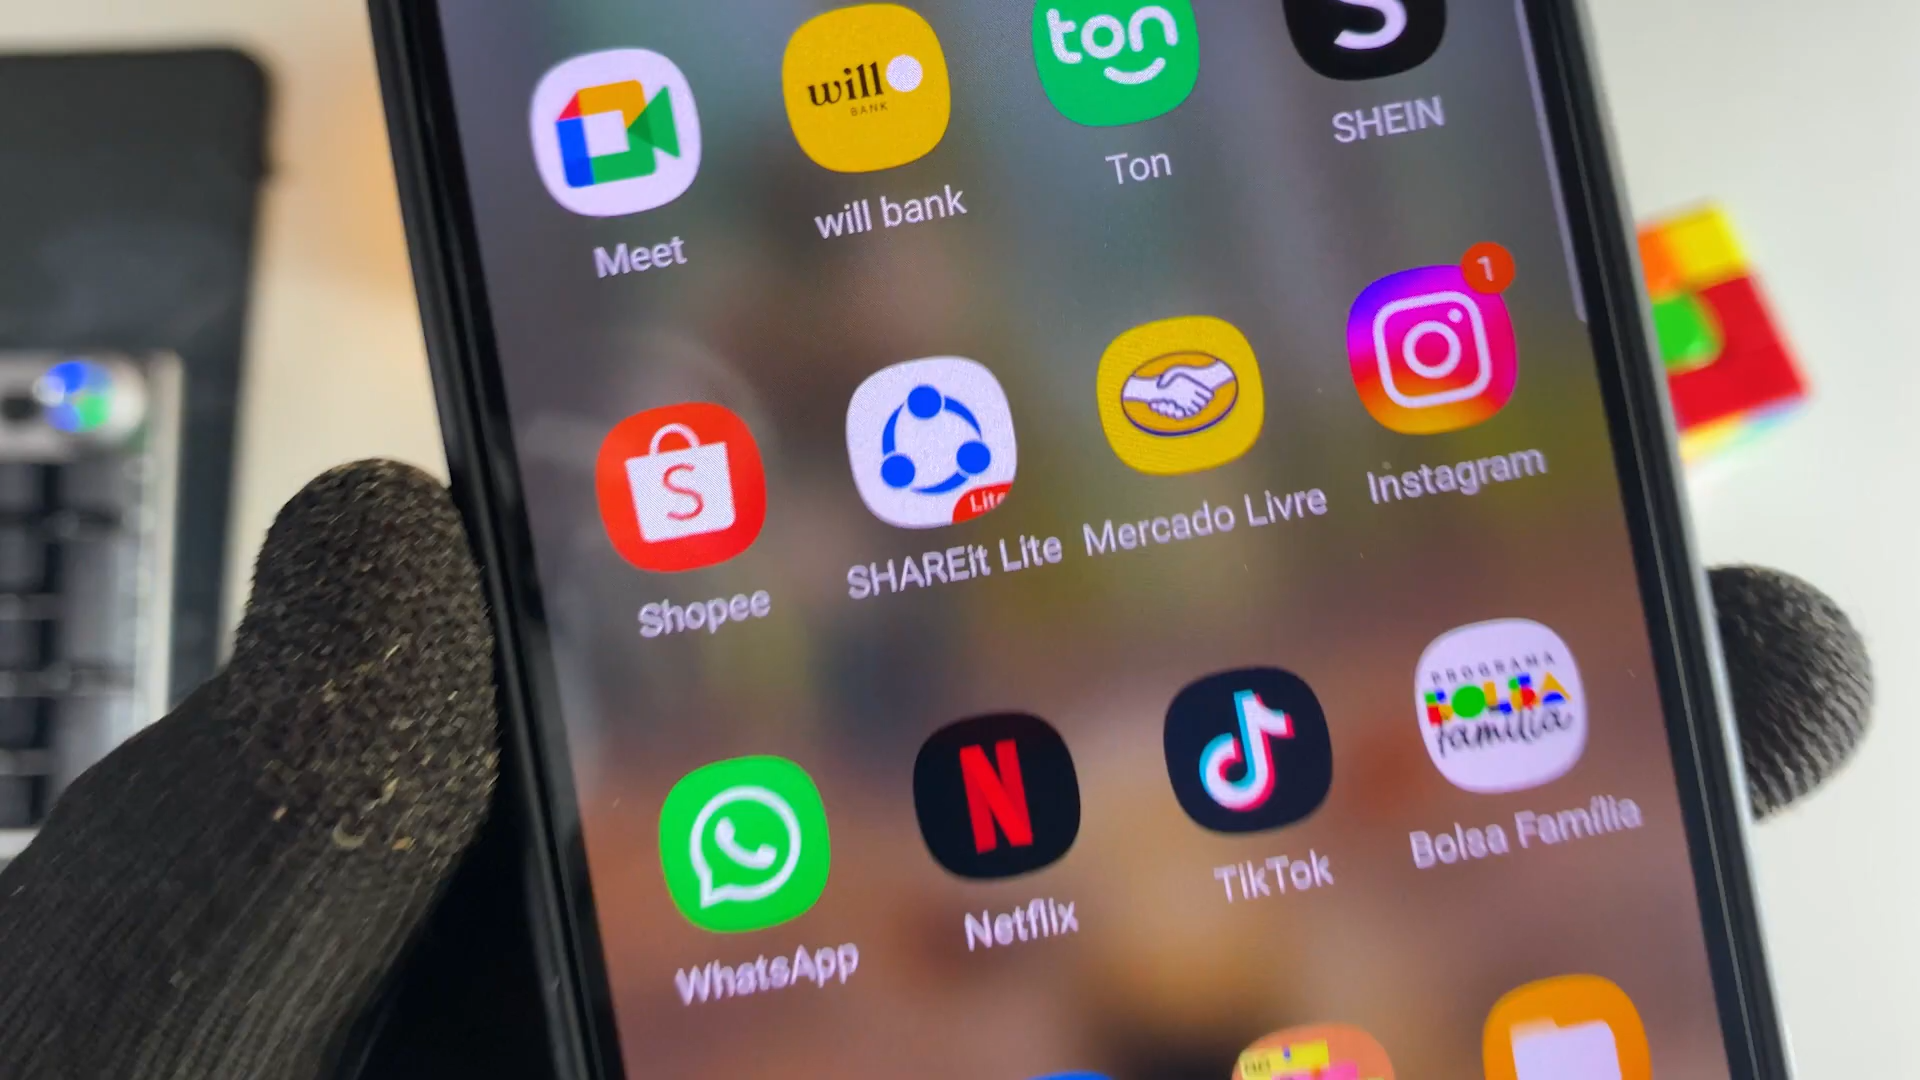 will
BANK
ton
S
Meet
will bank
Ton
SHEIN
1
S
Lite
Shopee
SHAREit Lite
Mercado Livre
Instagram
N
PROGRAMA
BOLSA
família
WhatsApp
Netflix
TikTok
Bolsa Família